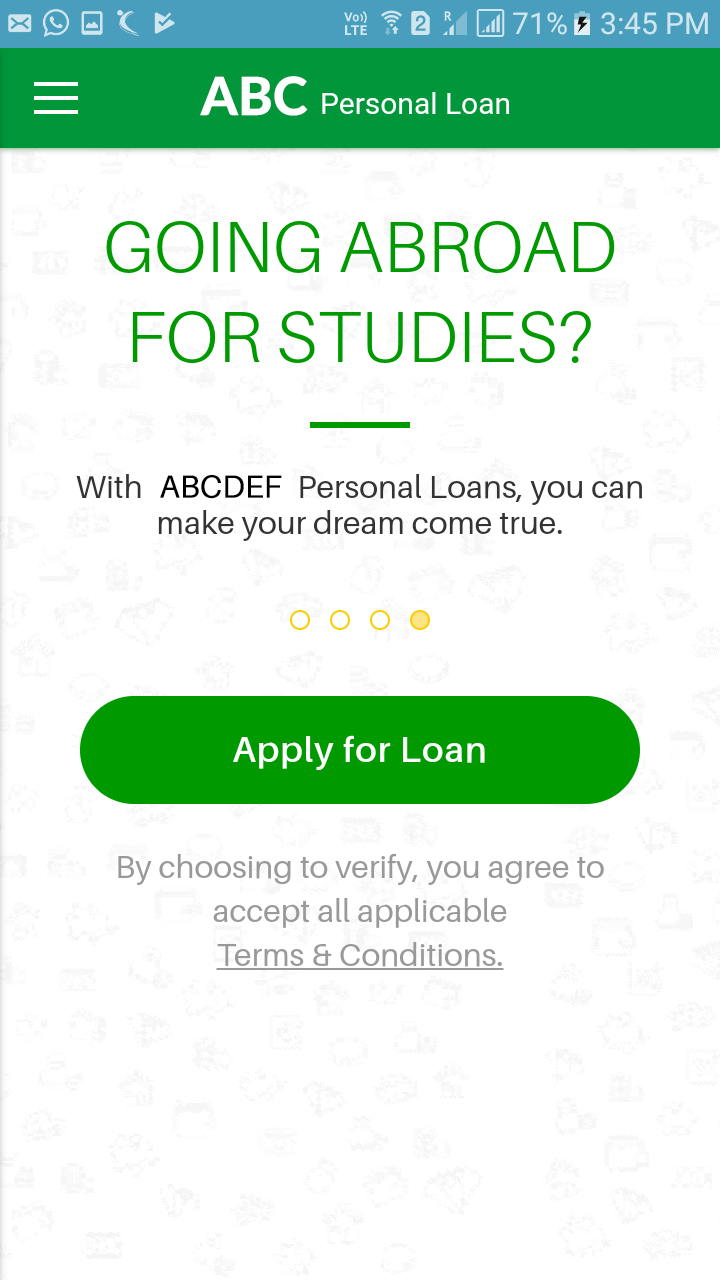 Vo)) LTE 2 R 71% 3:45 PM
ABC Personal Loan
GOING ABROAD
FOR STUDIES?
With ABCDEF Personal Loans, you can
make your dream come true.
Apply for Loan
By choosing to verify, you agree to
accept all applicable
Terms & Conditions.